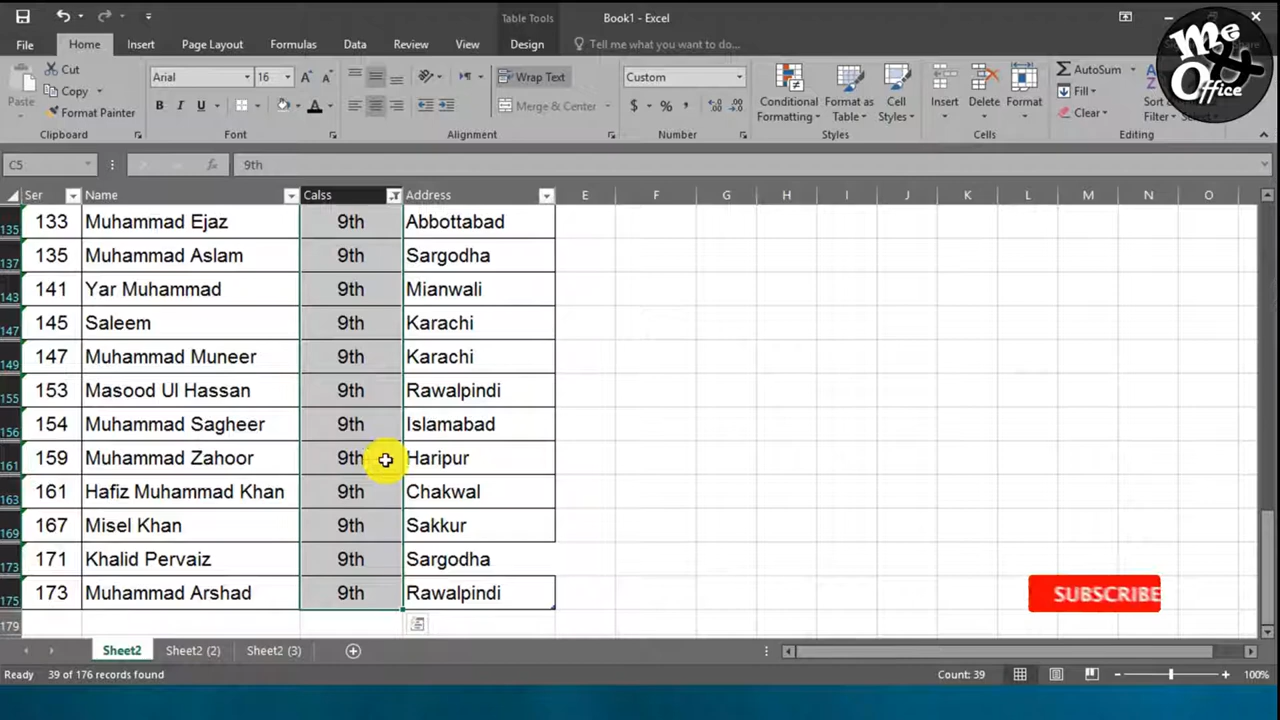 Table Tools
Book1 - Excel
File Home Insert Page Layout Formulas Data Review View Design Tell me what you want to do...
Me & Office
Paste
Cut
Copy
Format Painter
Clipboard
Arial 16
B I U
Font
Wrap Text
Merge & Center
Alignment
Custom
$ % ,
Number
Conditional Formatting
Format as Table
Cell Styles
Styles
Insert Delete Format
Cells
AutoSum
Fill
Clear
Sort &
Filter
Editing
C5 fx 9th
Ser Name Calss Address E F G H I J K L M N O
135 133 Muhammad Ejaz 9th Abbottabad
137 135 Muhammad Aslam 9th Sargodha
143 141 Yar Muhammad 9th Mianwali
147 145 Saleem 9th Karachi
149 147 Muhammad Muneer 9th Karachi
155 153 Masood Ul Hassan 9th Rawalpindi
156 154 Muhammad Sagheer 9th Islamabad
161 159 Muhammad Zahoor 9th Haripur
163 161 Hafiz Muhammad Khan 9th Chakwal
169 167 Misel Khan 9th Sakkur
173 171 Khalid Pervaiz 9th Sargodha
175 173 Muhammad Arshad 9th Rawalpindi
179
SUBSCRIBE
Sheet2 Sheet2 (2) Sheet2 (3)
Ready 39 of 176 records found Count: 39 100%